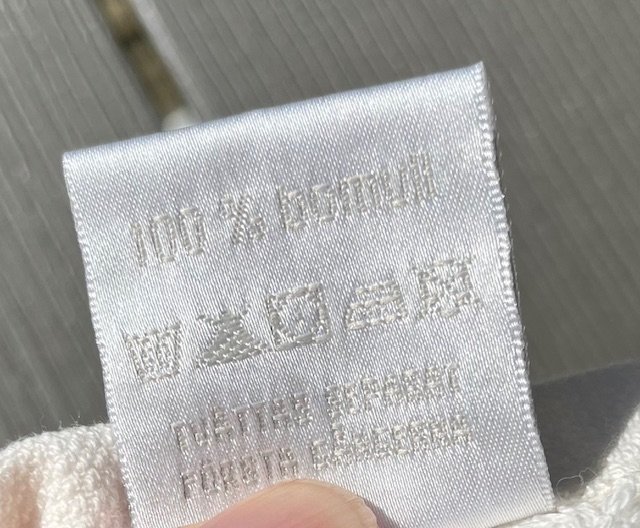 100 % bomull
TVÄTTAS SEPARAT
FÖRSTA GÅNGERNA